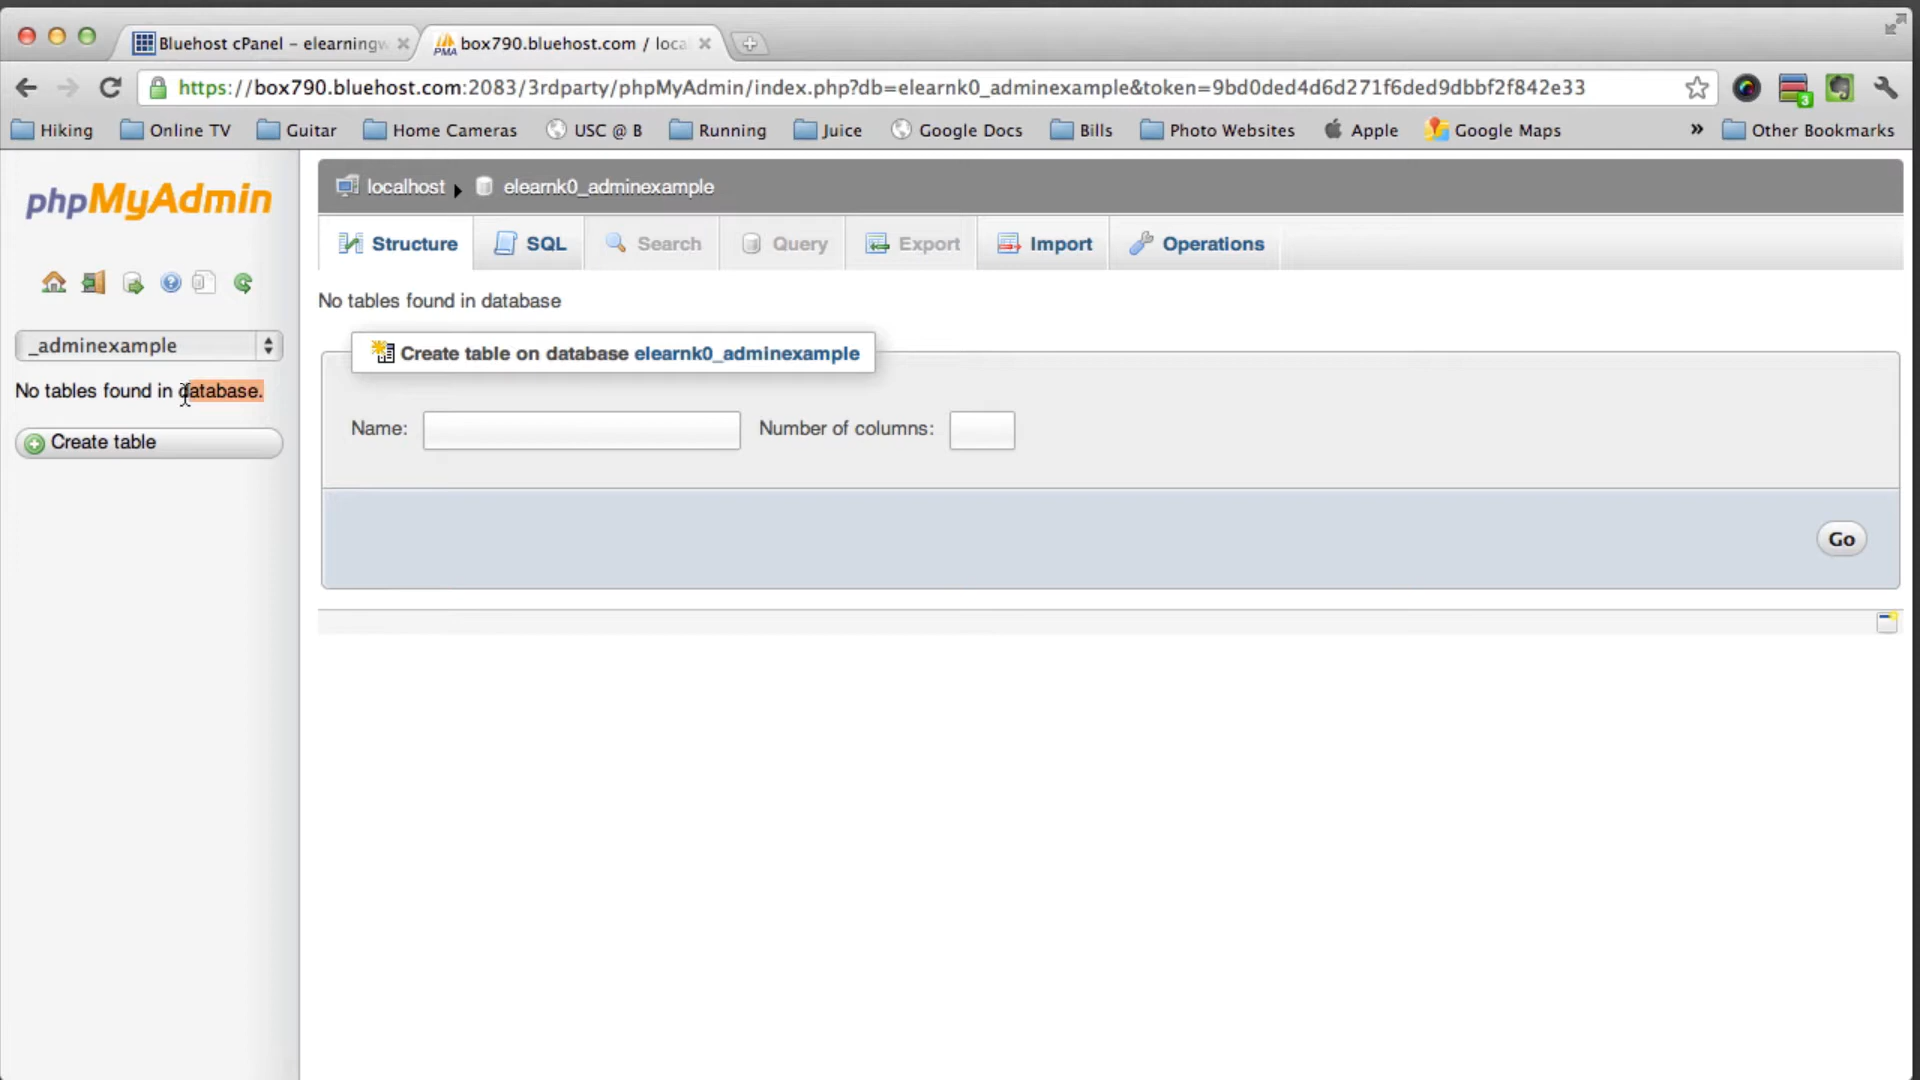 Bluehost cPanel – elearningw
PMA box790.bluehost.com / loca
https://box790.bluehost.com:2083/3rdparty/phpMyAdmin/index.php?db=elearnk0_adminexample&token=9bd0ded4d6d271f6ded9dbbf2f842e33
3
Hiking Online TV Guitar Home Cameras USC @ B Running Juice Google Docs Bills Photo Websites Apple Google Maps » Other Bookmarks
phpMyAdmin
localhost ▸ elearnk0_adminexample
Structure SQL Search Query Export Import Operations
No tables found in database
_adminexample
Create table on database elearnk0_adminexample
No tables found in database.
Name: Number of columns:
Create table
Go